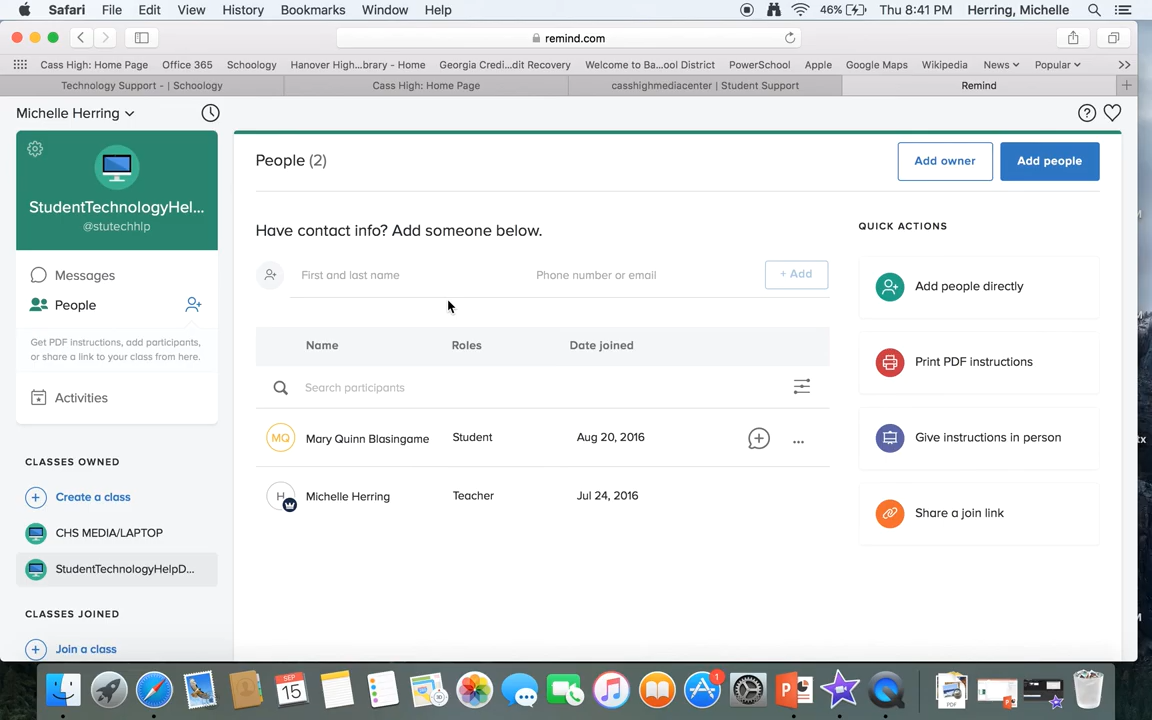 Safari File Edit View History Bookmarks Window Help 46% Thu 8:41 PM Herring, Michelle
remind.com
Cass High: Home Page Office 365 Schoology Hanover High...brary - Home Georgia Credi...dit Recovery Welcome to Ba...ool District PowerSchool Apple Google Maps Wikipedia News Popular >>
Technology Support - | Schoology Cass High: Home Page casshighmediacenter | Student Support Remind +
Michelle Herring
StudentTechnologyHel...
@stutechhlp
Messages
People
Get PDF instructions, add participants,
or share a link to your class from here.
Activities
CLASSES OWNED
Create a class
CHS MEDIA/LAPTOP
StudentTechnologyHelpD...
CLASSES JOINED
Join a class
People (2)
Add owner Add people
Have contact info? Add someone below.
First and last name Phone number or email + Add
Name Roles Date joined
Search participants
MQ Mary Quinn Blasingame Student Aug 20, 2016 ...
H Michelle Herring Teacher Jul 24, 2016
QUICK ACTIONS
Add people directly
Print PDF instructions
Give instructions in person
Share a join link
SEP
15
1
PDF